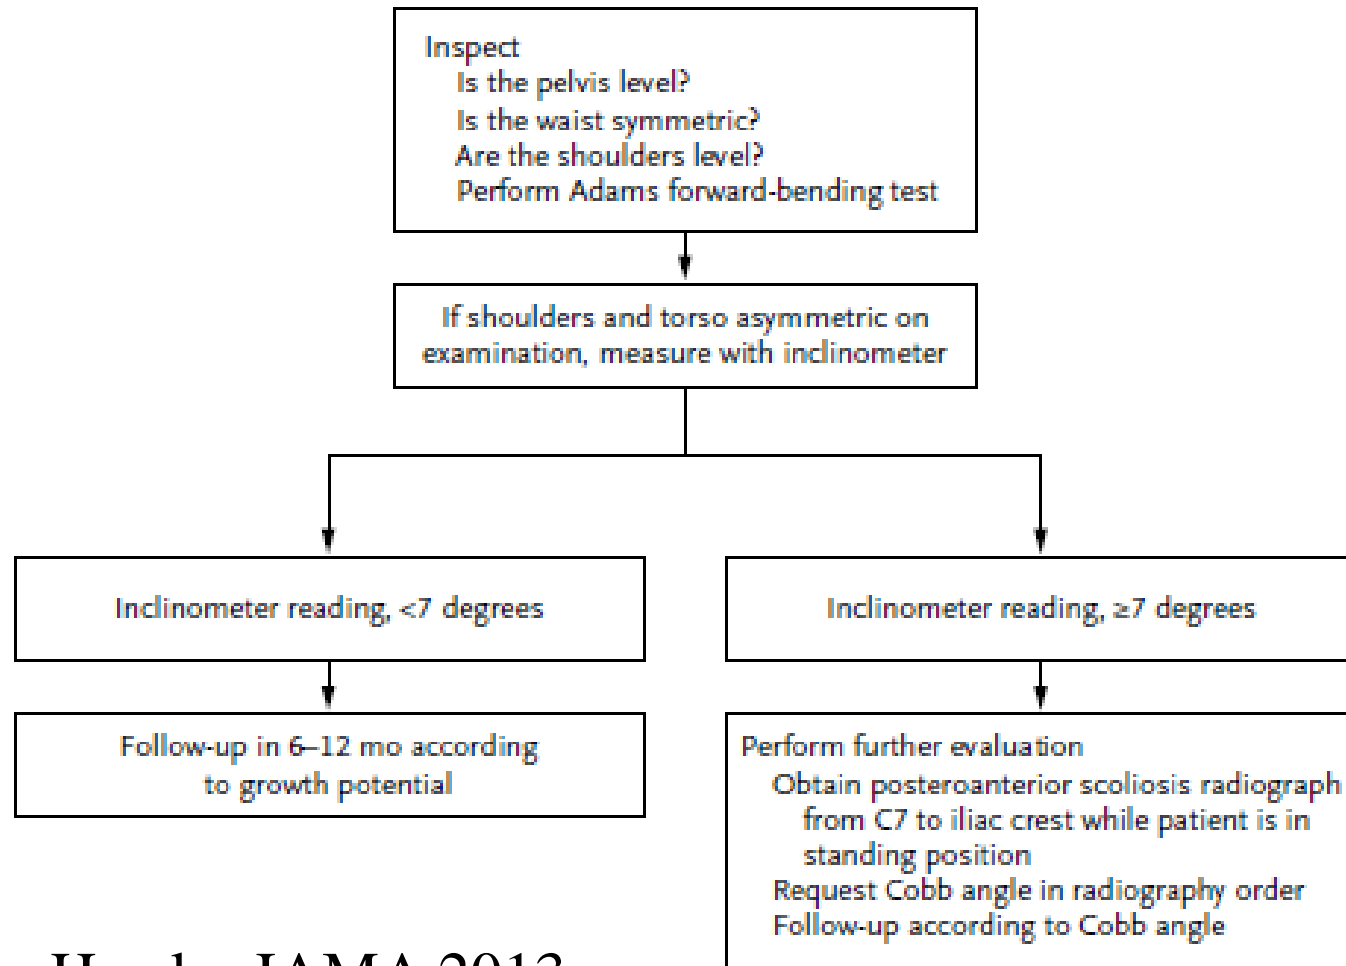 Inspect
Is the pelvis level?
Is the waist symmetric?
Are the shoulders level?
Perform Adams forward-bending test
If shoulders and torso asymmetric on
examination, measure with inclinometer
Inclinometer reading, <7 degrees
Follow-up in 6–12 mo according
to growth potential
Inclinometer reading, ≥7 degrees
Perform further evaluation
Obtain posteroanterior scoliosis radiograph
from C7 to iliac crest while patient is in
standing position
Request Cobb angle in radiography order
Follow-up according to Cobb angle
JAMA 2013